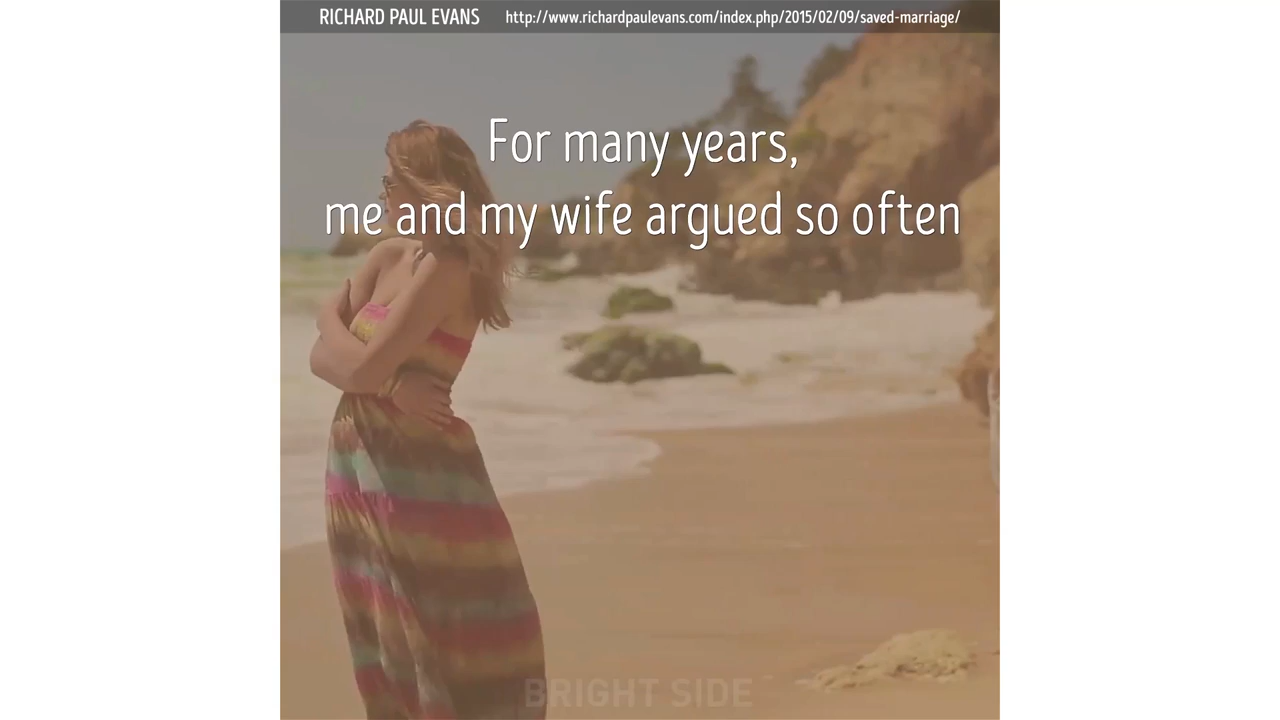 RICHARD PAUL EVANS http://www.richardpaulevans.com/index.php/2015/02/09/saved-marriage/
For many years,
me and my wife argued so often
BRIGHT SIDE